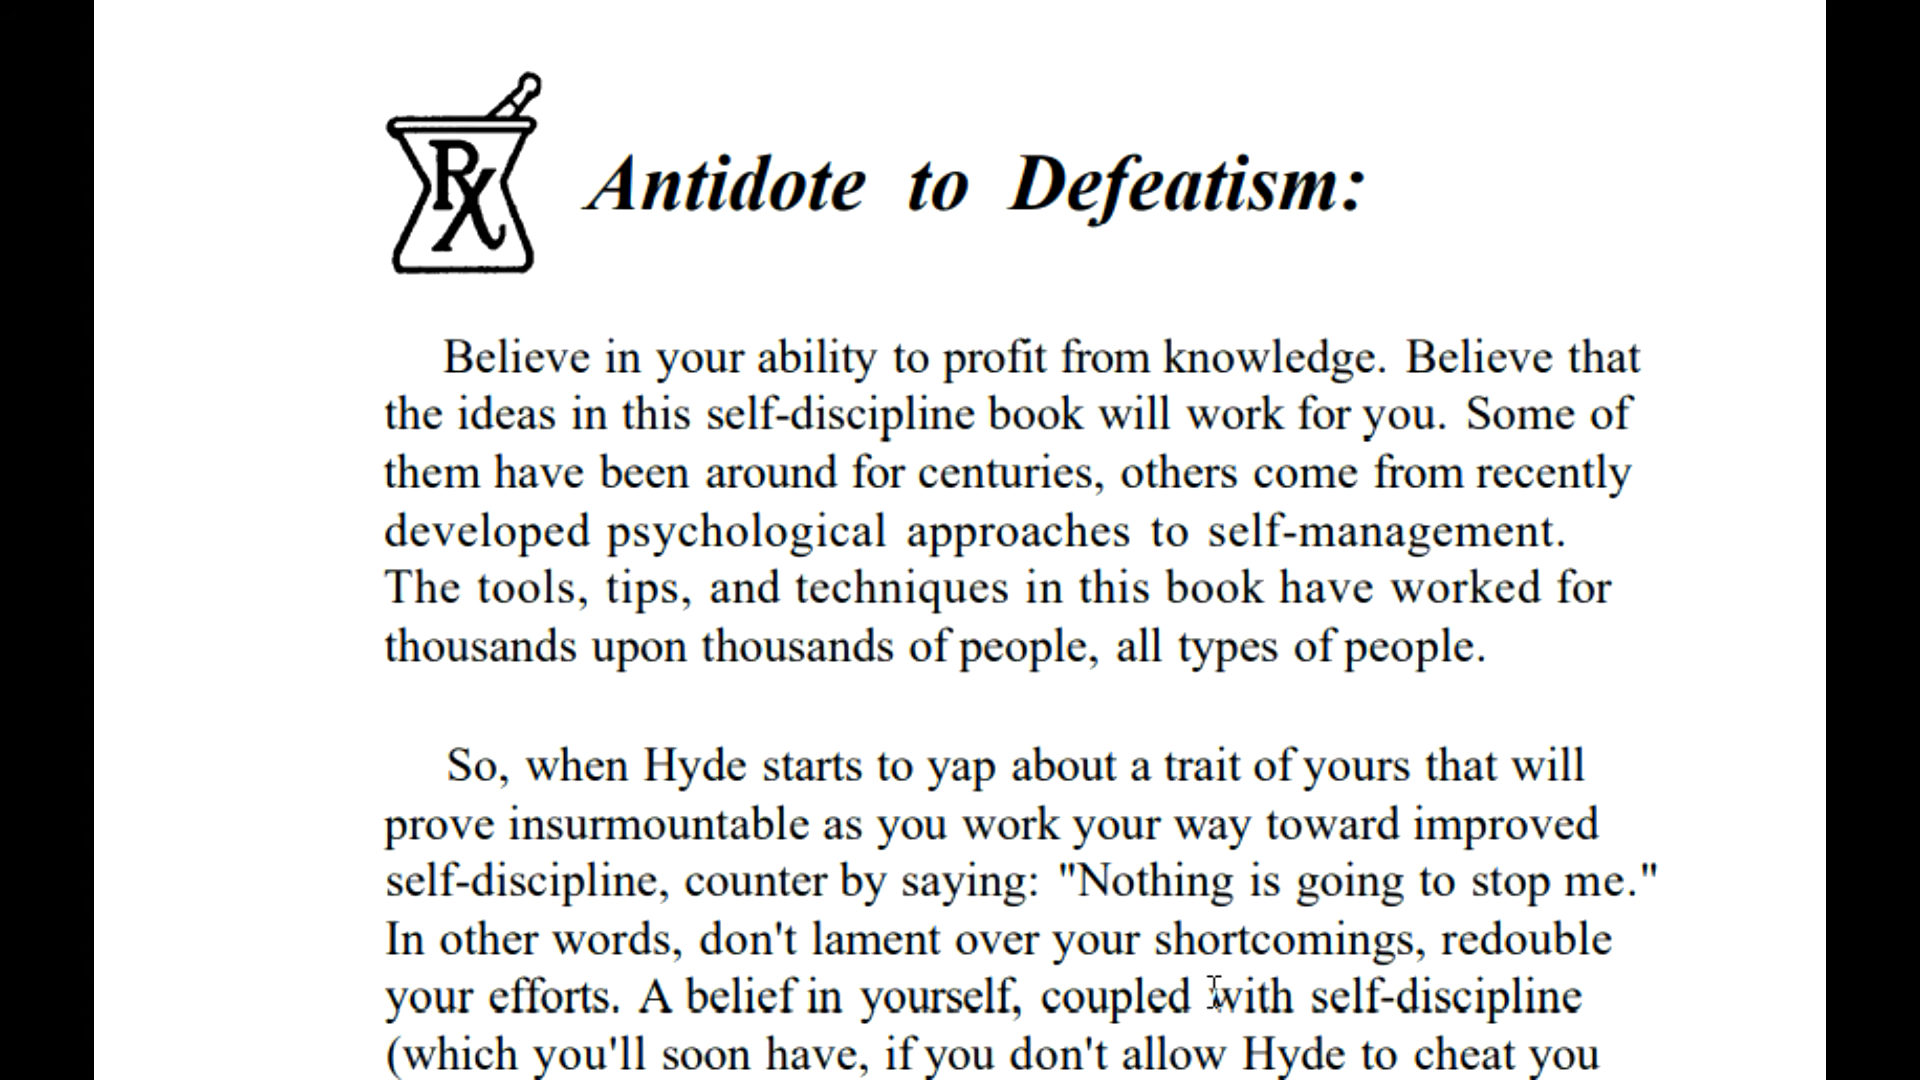 Rx
Antidote to Defeatism:
Believe in your ability to profit from knowledge. Believe that
the ideas in this self-discipline book will work for you. Some of
them have been around for centuries, others come from recently
developed psychological approaches to self-management.
The tools, tips, and techniques in this book have worked for
thousands upon thousands of people, all types of people.
So, when Hyde starts to yap about a trait of yours that will
prove insurmountable as you work your way toward improved
self-discipline, counter by saying: "Nothing is going to stop me."
In other words, don't lament over your shortcomings, redouble
your efforts. A belief in yourself, coupled with self-discipline
(which you'll soon have, if you don't allow Hyde to cheat you